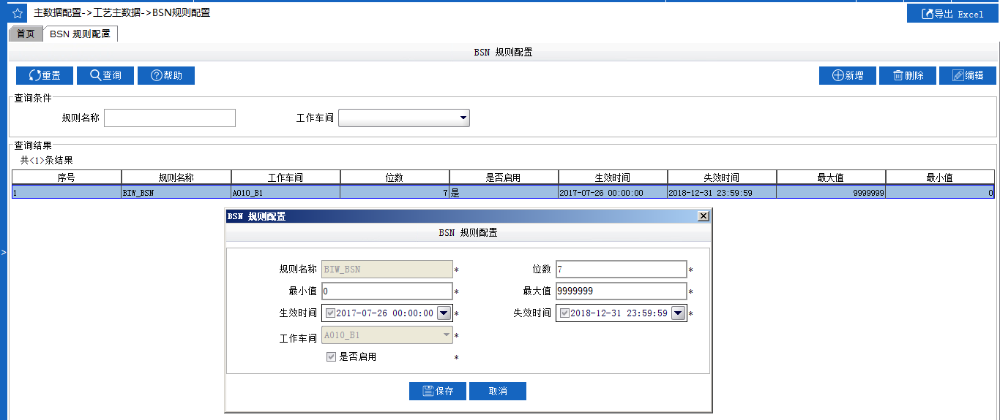 主数据配置->工艺主数据->BSN规则配置
导出 Excel
首页 BSN 规则配置
BSN 规则配置
重置 查询 帮助 新增 删除 编辑
查询条件
规则名称 工作车间
查询结果
共<1>条结果
序号 规则名称 工作车间 位数 是否启用 生效时间 失效时间 最大值 最小值
1 BIW_BSN A010_B1 7 是 2017-07-26 00:00:00 2018-12-31 23:59:59 9999999 0
>
BSN 规则配置
BSN 规则配置
规则名称 BIW_BSN * 位数 7 *
最小值 0 * 最大值 9999999 *
生效时间 2017-07-26 00:00:00 * 失效时间 2018-12-31 23:59:59 *
工作车间 A010_B1 *
是否启用 *
保存 取消